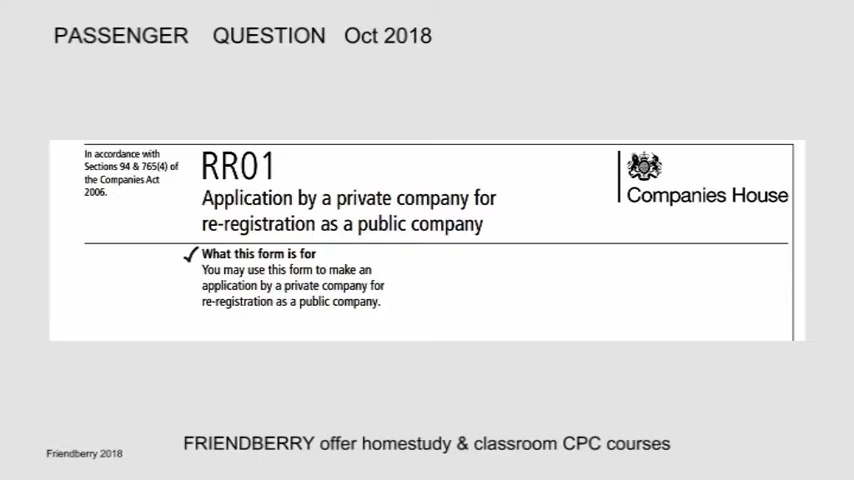 PASSENGER QUESTION Oct 2018
In accordance with
Sections 94 & 765(4) of
the Companies Act
2006.
RR01
Application by a private company for
re-registration as a public company
Companies House
What this form is for
You may use this form to make an
application by a private company for
re-registration as a public company.
FRIENDBERRY offer homestudy & classroom CPC courses
Friendberry 2018